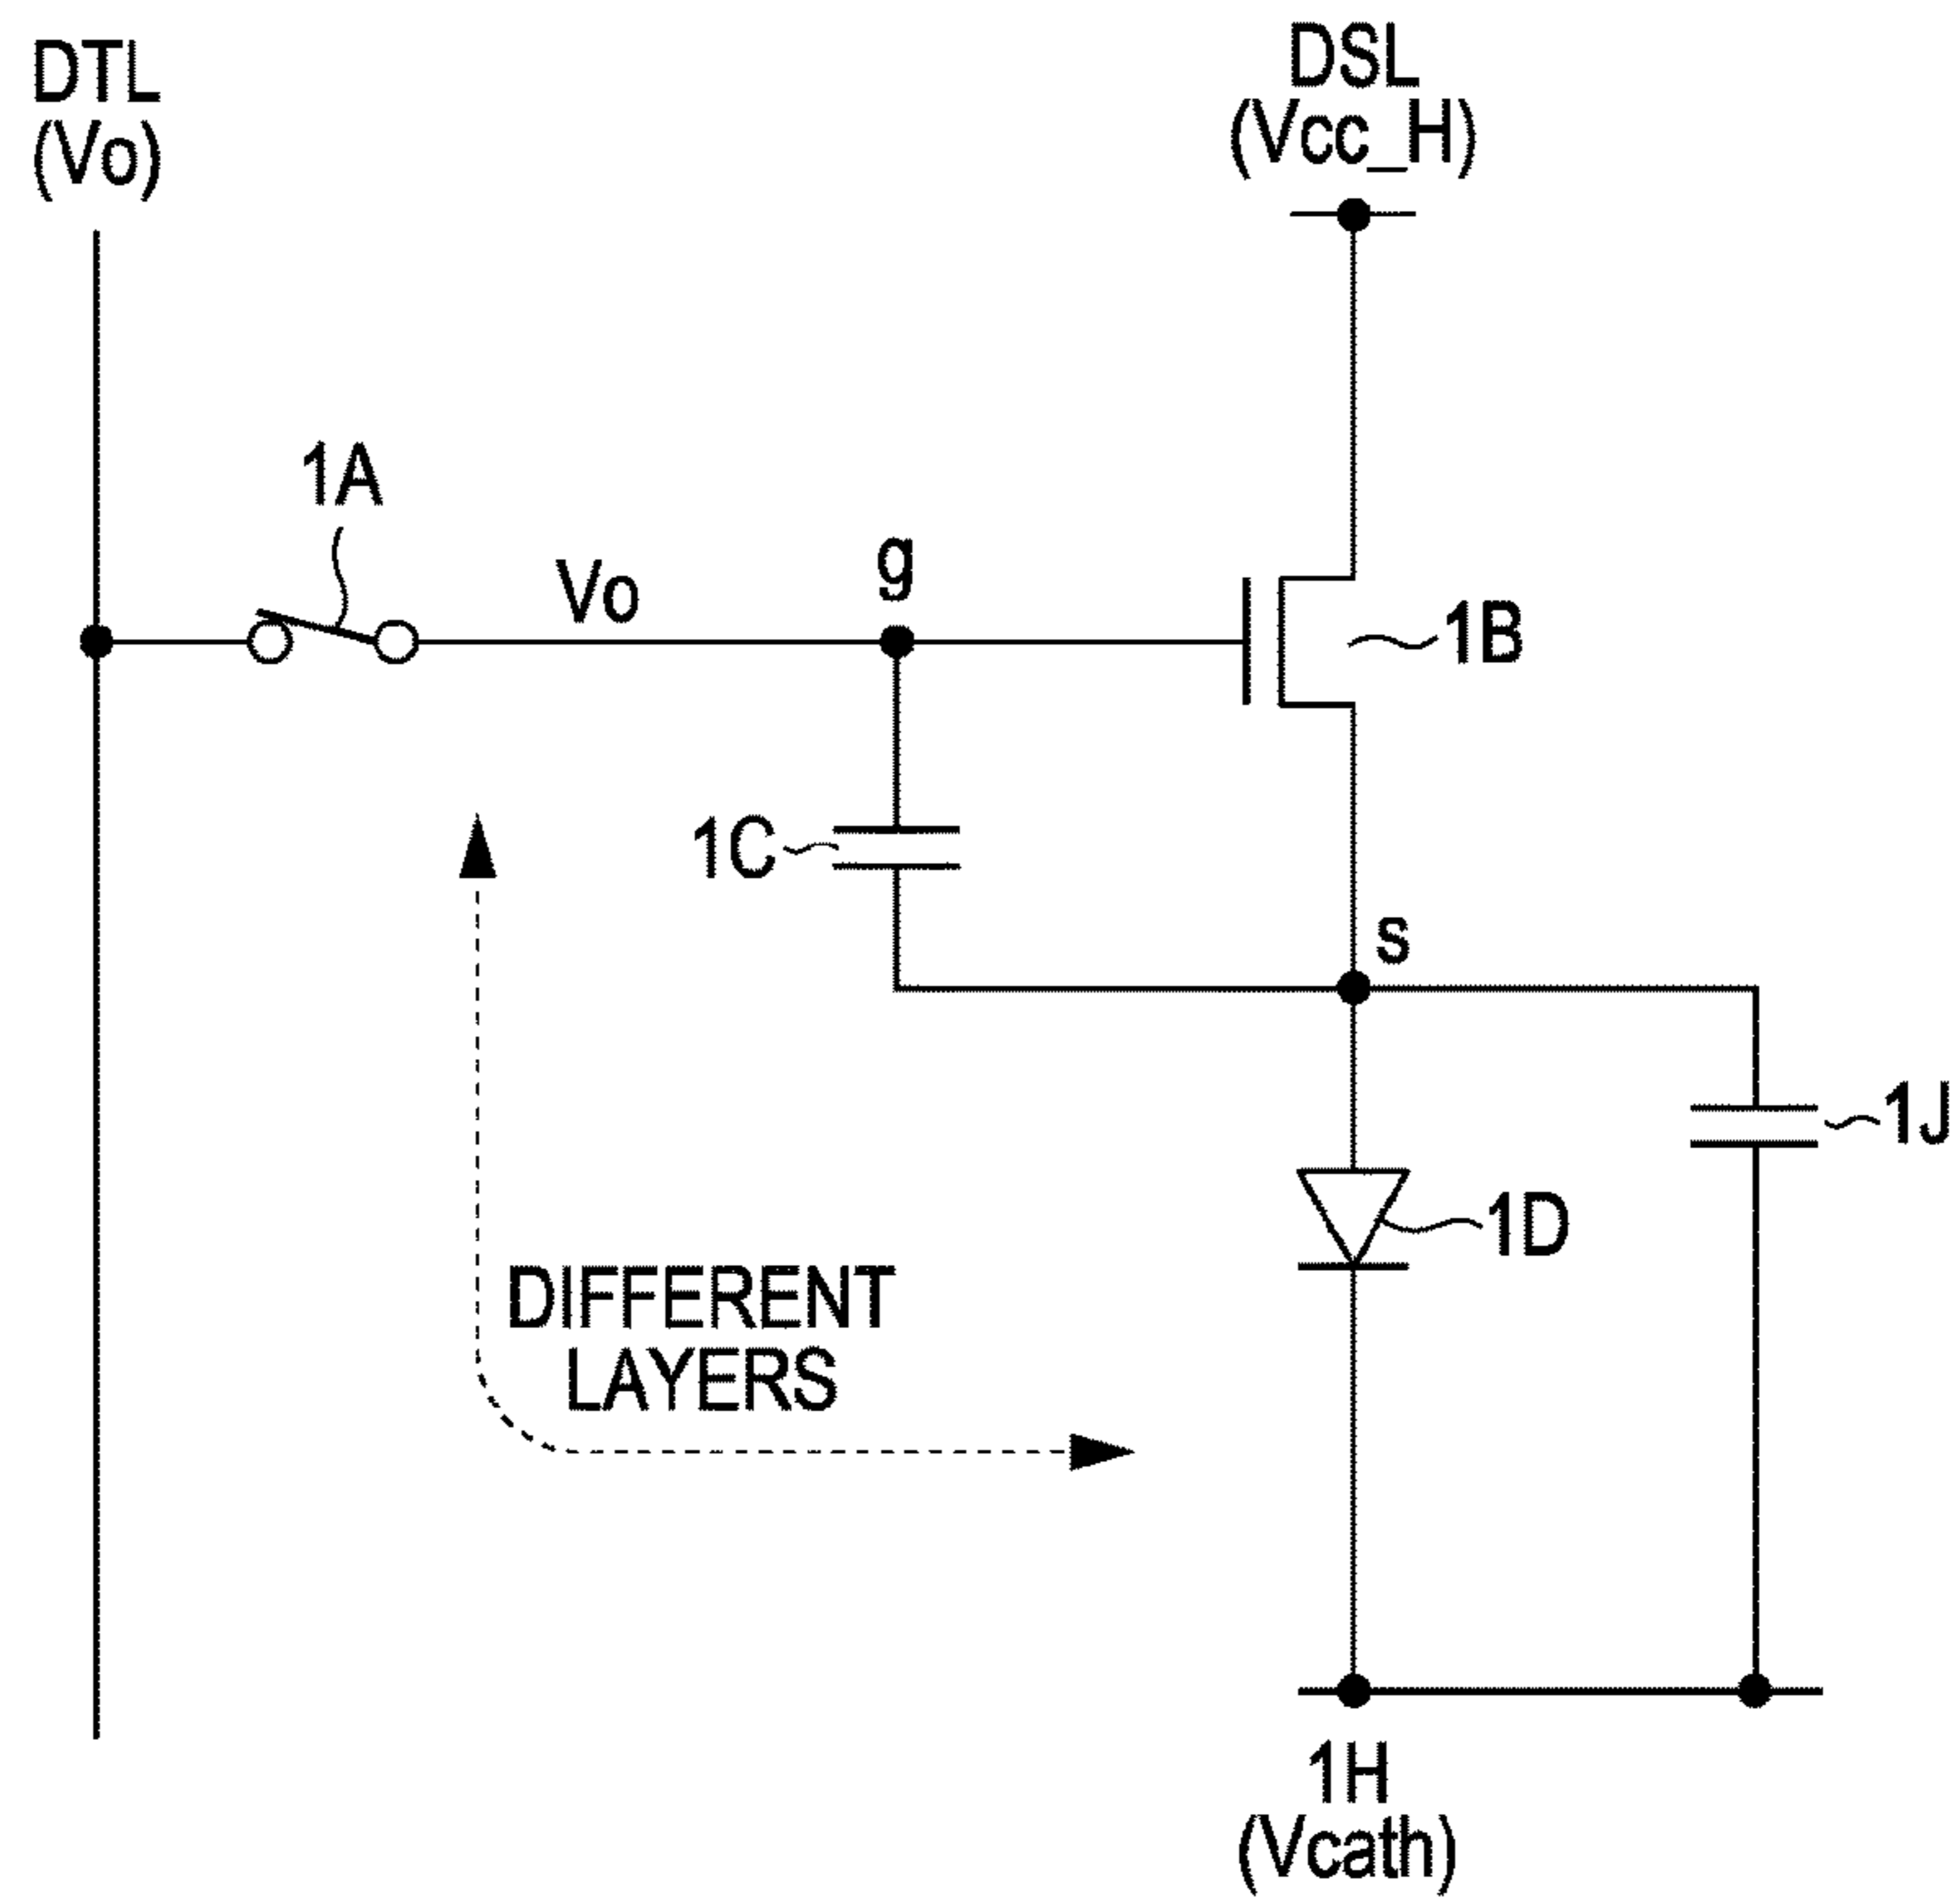 DTL
(Vo)
DSL
(Vcc_H)
1A
Vo
g
1B
1C
s
1J
1D
DIFFERENT
LAYERS
1H
(Vcath)